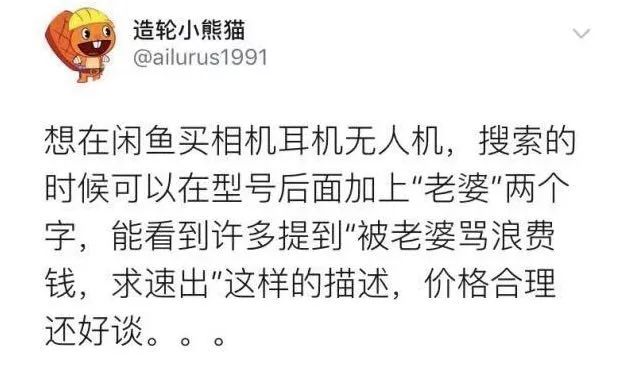 造轮小熊猫
@ailurus1991
想在闲鱼买相机耳机无人机，搜索的
时候可以在型号后面加上“老婆”两个
字，能看到许多提到“被老婆骂浪费
钱，求速出”这样的描述，价格合理
还好谈。。。